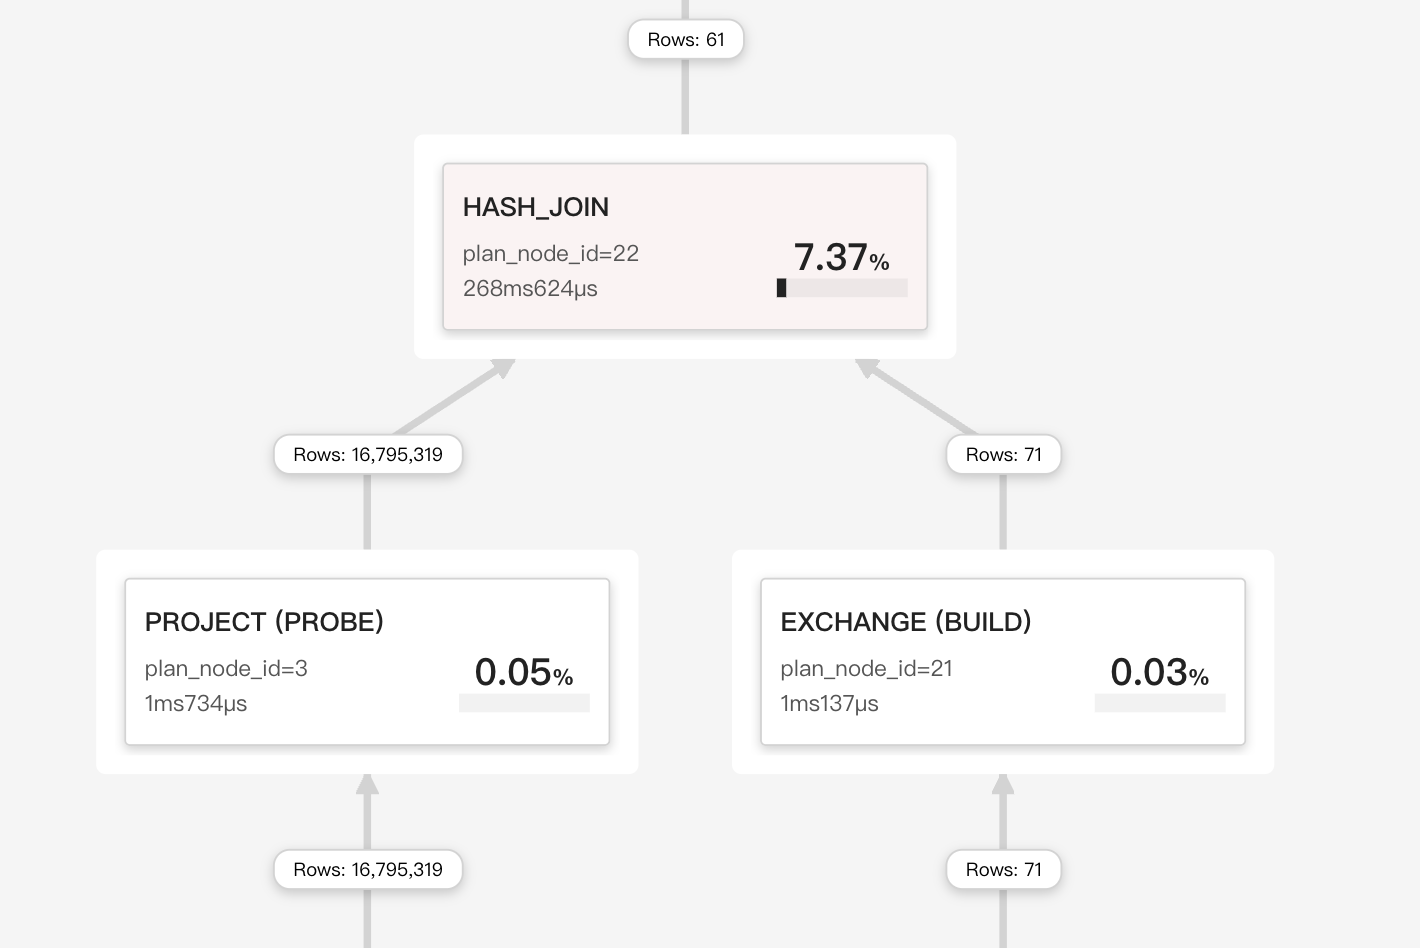 Rows: 61
HASH_JOIN
plan_node_id=22
268ms624μs
7.37%
Rows: 16,795,319
Rows: 71
PROJECT (PROBE)
plan_node_id=3
1ms734μs
0.05%
EXCHANGE (BUILD)
plan_node_id=21
1ms137μs
0.03%
Rows: 16,795,319
Rows: 71